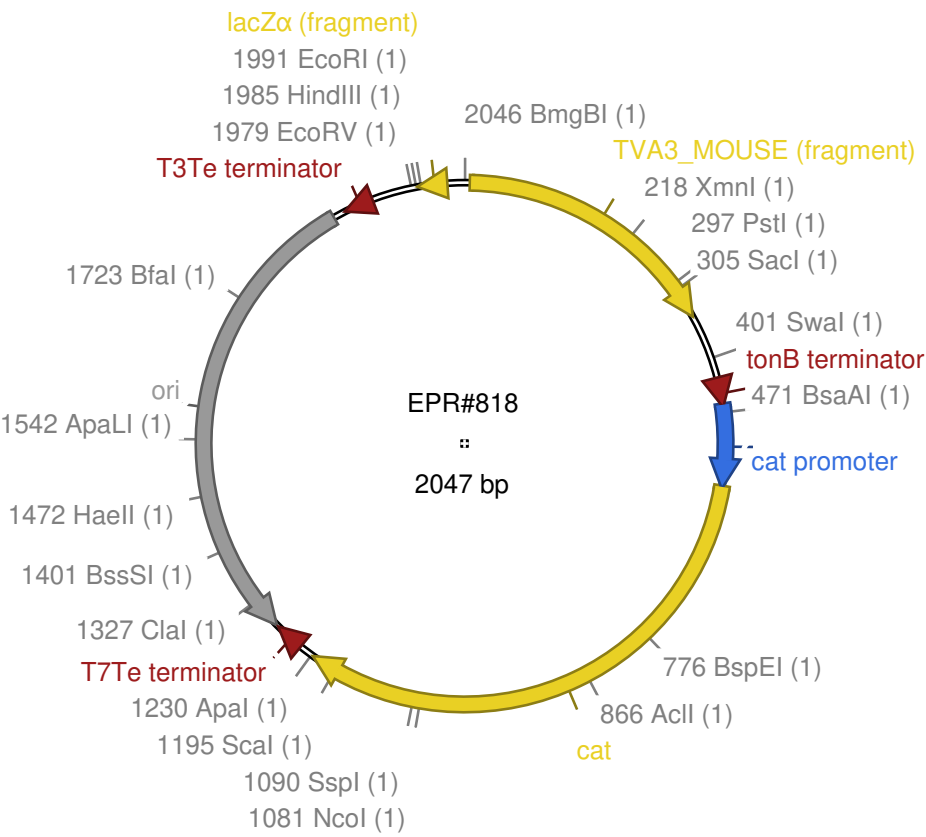 lacZα (fragment)
1991 EcoRI (1)
1985 HindIII (1)
1979 EcoRV (1)
2046 BmgBI (1)
T3Te terminator
TVA3_MOUSE (fragment)
218 XmnI (1)
297 PstI (1)
305 SacI (1)
1723 BfaI (1)
401 SwaI (1)
tonB terminator
471 BsaAI (1)
ori
EPR#818
1542 ApaLI (1)
cat promoter
2047 bp
1472 HaeII (1)
1401 BssSI (1)
1327 ClaI (1)
T7Te terminator
776 BspEI (1)
1230 ApaI (1)
866 AclI (1)
1195 ScaI (1)
cat
1090 SspI (1)
1081 NcoI (1)